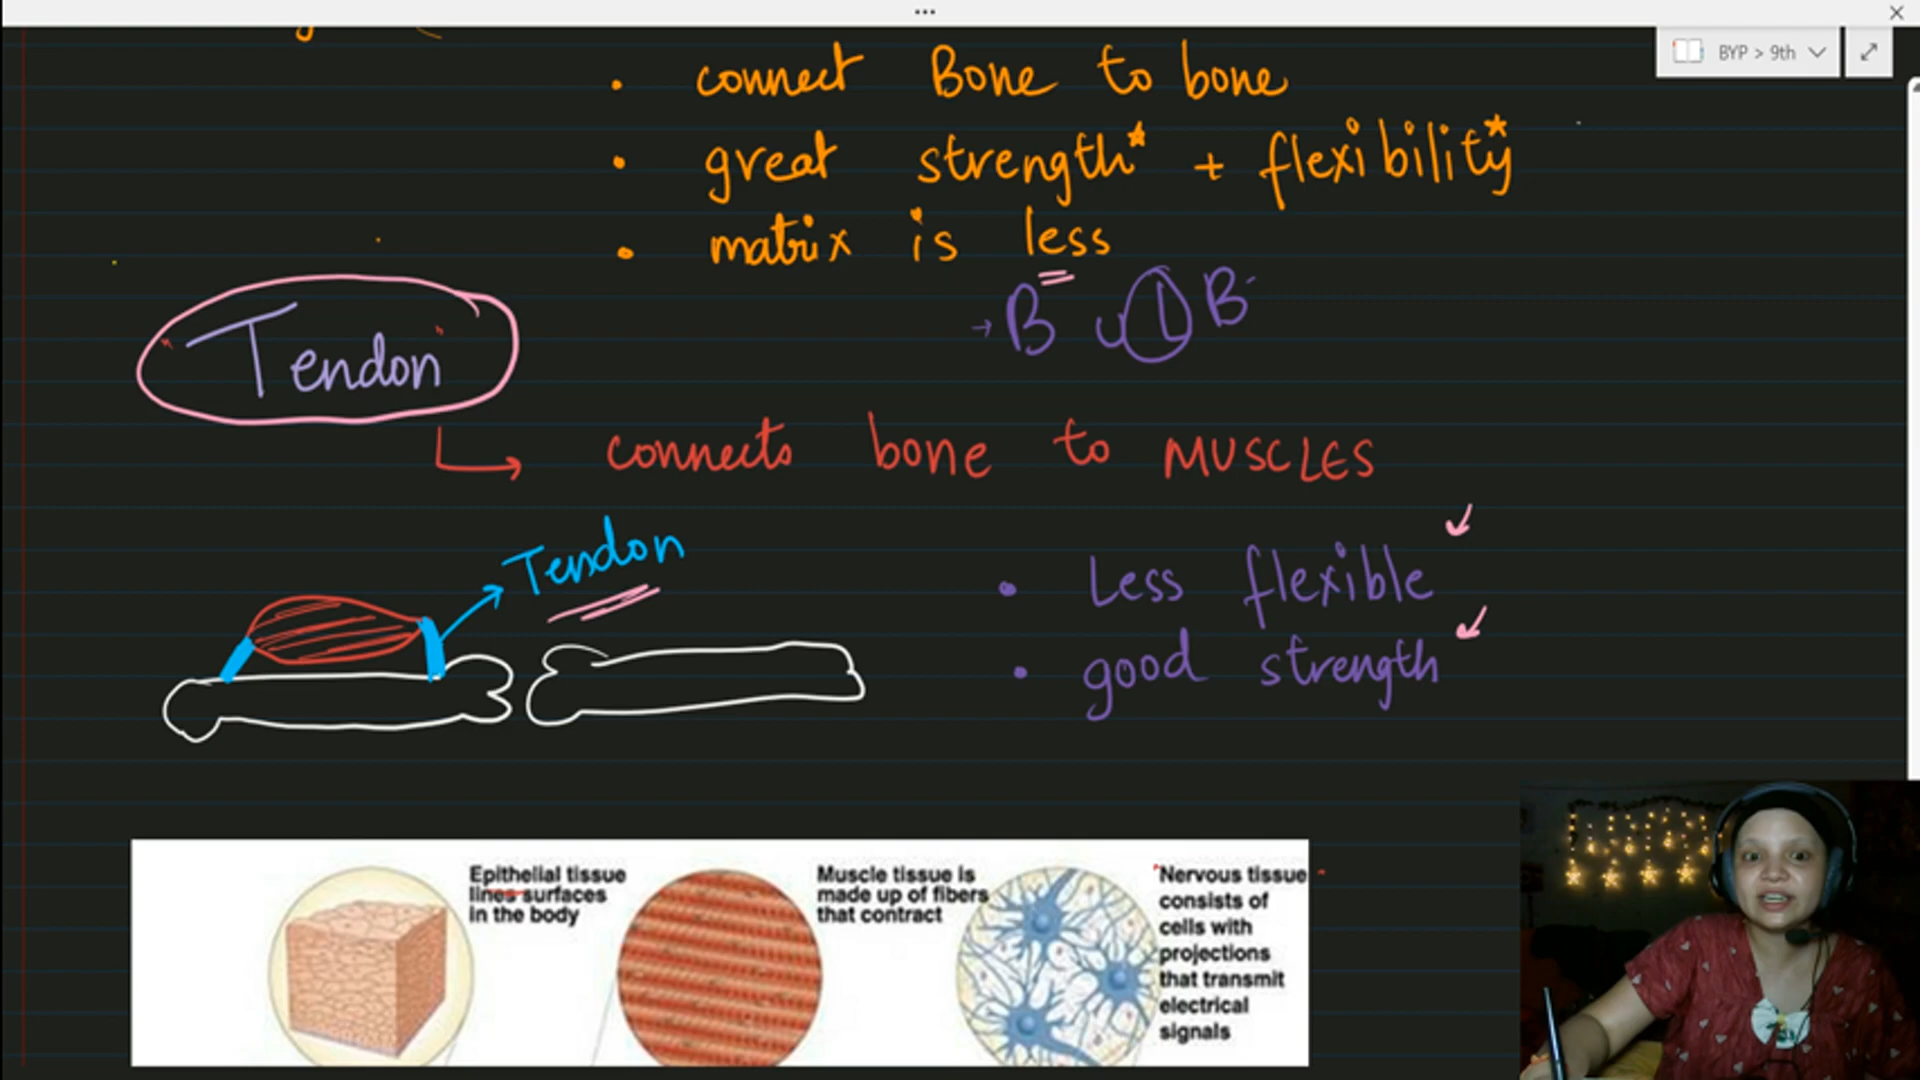 BYP > 9th
• connect Bone to bone
• great strength* + flexibility*
• matrix is less
→ B L B
"Tendon"
connects bone to MUSCLES
Tendon
• Less flexible
• good strength
Epithelial tissue
lines surfaces
in the body
Muscle tissue is
made up of fibers
that contract
Nervous tissue
consists of
cells with
projections
that transmit
electrical
signals